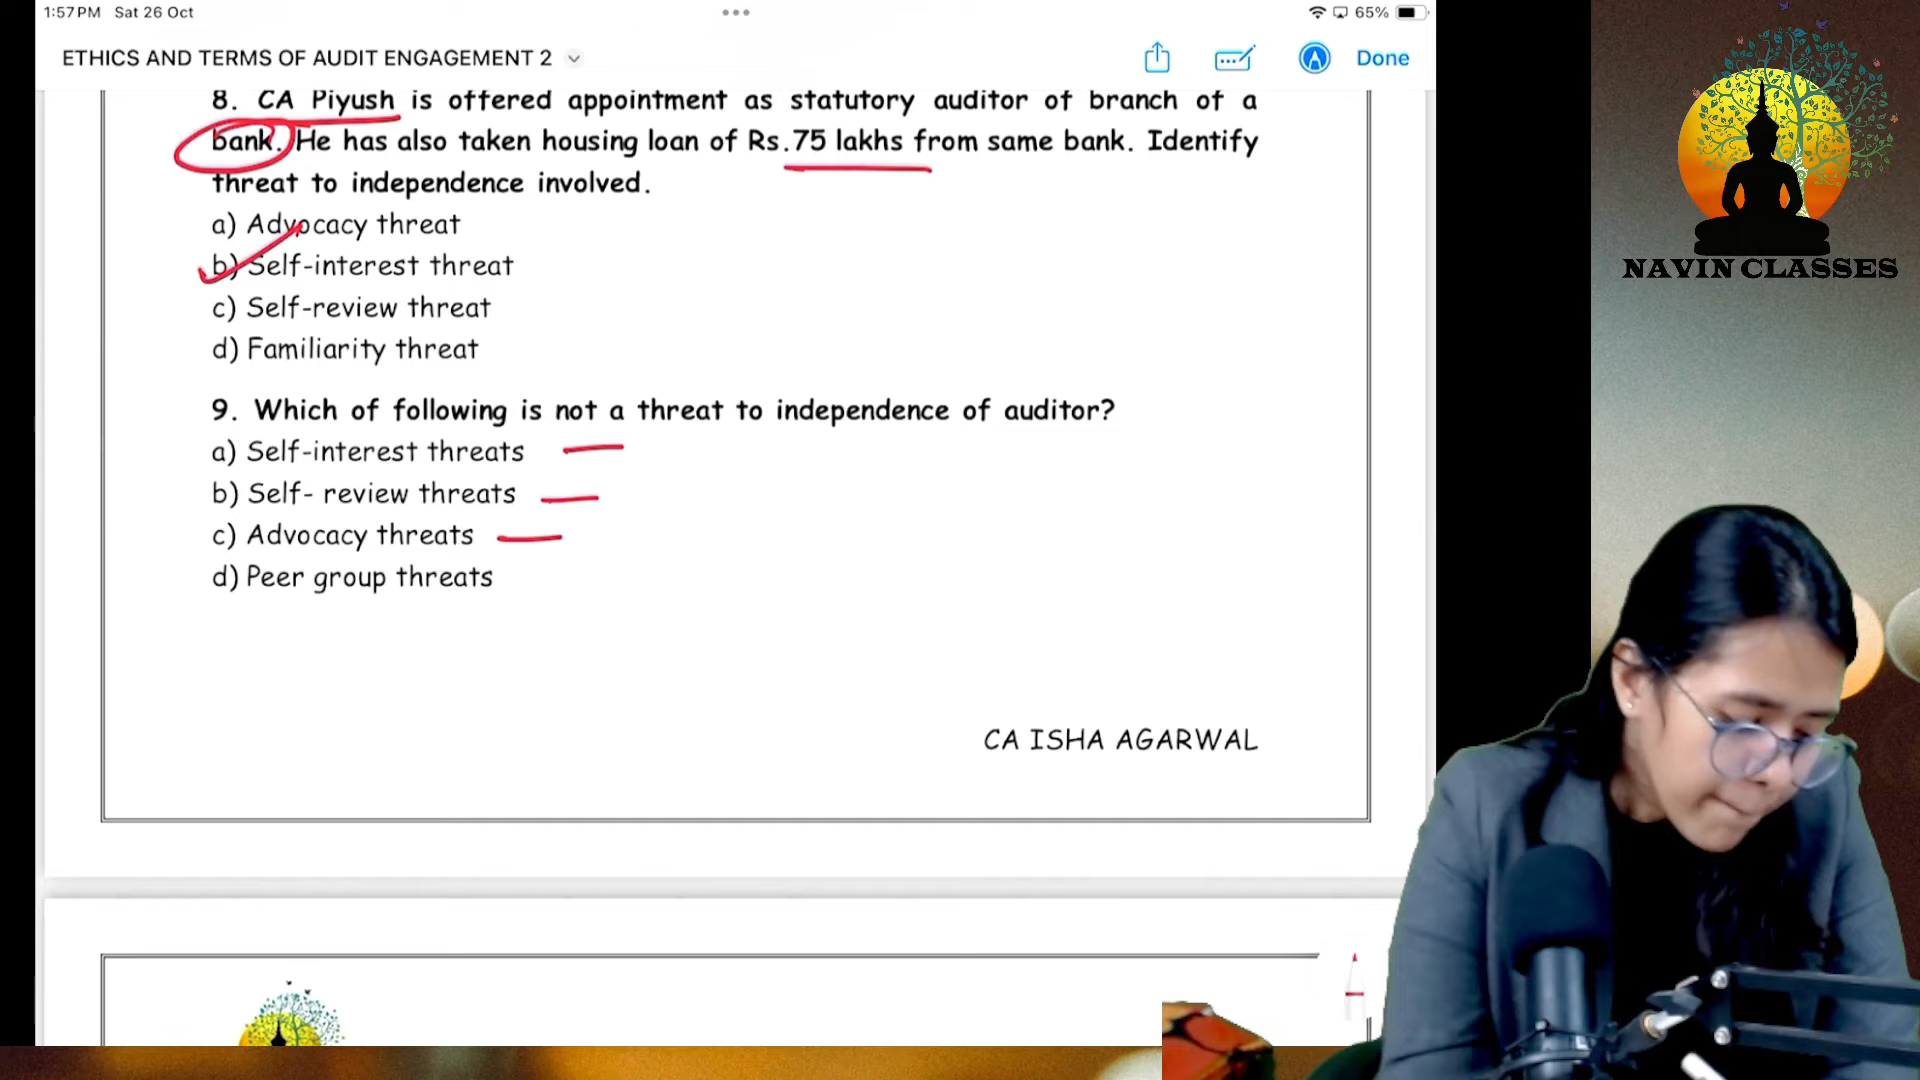 1:57 PM Sat 26 Oct
65%
ETHICS AND TERMS OF AUDIT ENGAGEMENT 2
Done
8. CA Piyush is offered appointment as statutory auditor of branch of a
bank. He has also taken housing loan of Rs.75 lakhs from same bank. Identify
threat to independence involved.
a) Advocacy threat
b) Self-interest threat
c) Self-review threat
d) Familiarity threat
9. Which of following is not a threat to independence of auditor?
a) Self-interest threats
b) Self- review threats
c) Advocacy threats
d) Peer group threats
CA ISHA AGARWAL
NAVIN CLASSES